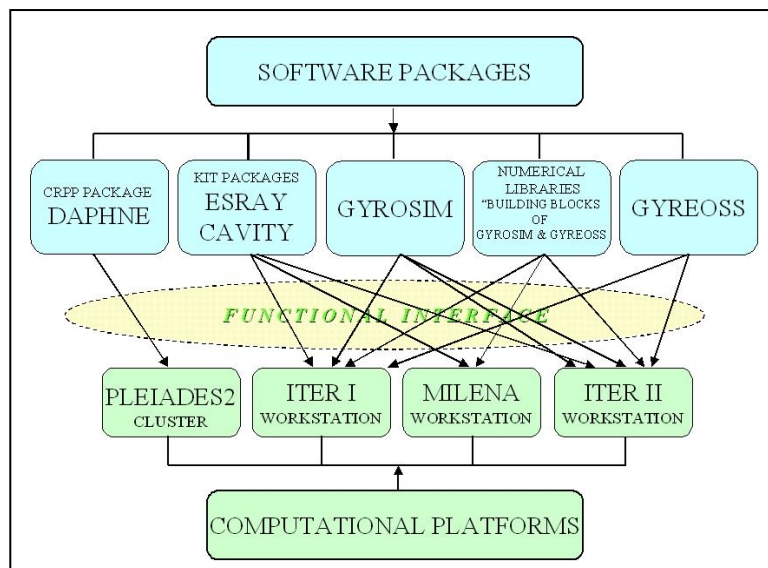 SOFTWARE PACKAGES
CRPP PACKAGE
DAPHNE
KIT PACKAGES
ESRAY
CAVITY
GYROSIM
NUMERICAL
LIBRARIES
"BUILDING BLOCKS
OF
GYROSIM & GYREOSS
GYREOSS
FUNCTIONAL INTERFACE
PLEIADES2
CLUSTER
ITER I
WORKSTATION
MILENA
WORKSTATION
ITER II
WORKSTATION
COMPUTATIONAL PLATFORMS